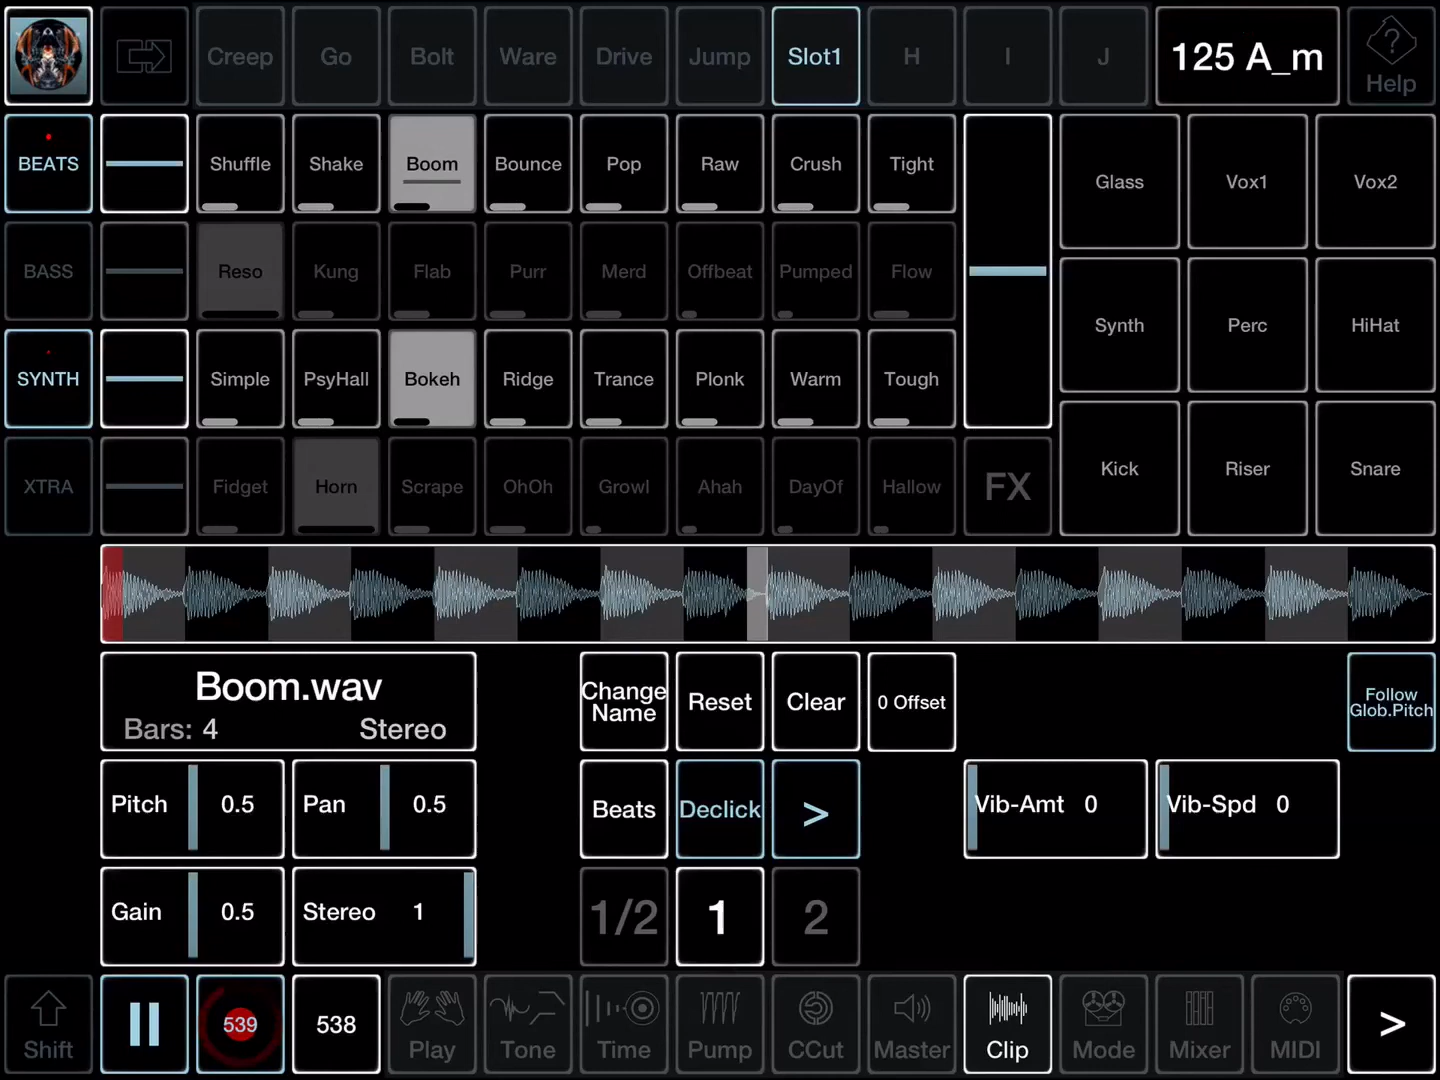 Creep Go Bolt Ware Drive Jump Slot1 H I J 125 A_m ? Help
BEATS Shuffle Shake Boom Bounce Pop Raw Crush Tight
Glass Vox1 Vox2
BASS Reso Kung Flab Purr Merd Offbeat Pumped Flow
Synth Perc HiHat
SYNTH Simple PsyHall Bokeh Ridge Trance Plonk Warm Tough
Kick Riser Snare
XTRA Fidget Horn Scrape OhOh Growl Ahah DayOf Hallow FX
Boom.wav
Bars: 4 Stereo
Change
Name
Reset Clear 0 Offset
Follow
Glob.Pitch
Pitch 0.5 Pan 0.5 Beats Declick > Vib-Amt 0 Vib-Spd 0
Gain 0.5 Stereo 1 1/2 1 2
Shift 539 538 Play Tone Time Pump CCut Master Clip Mode Mixer MIDI >